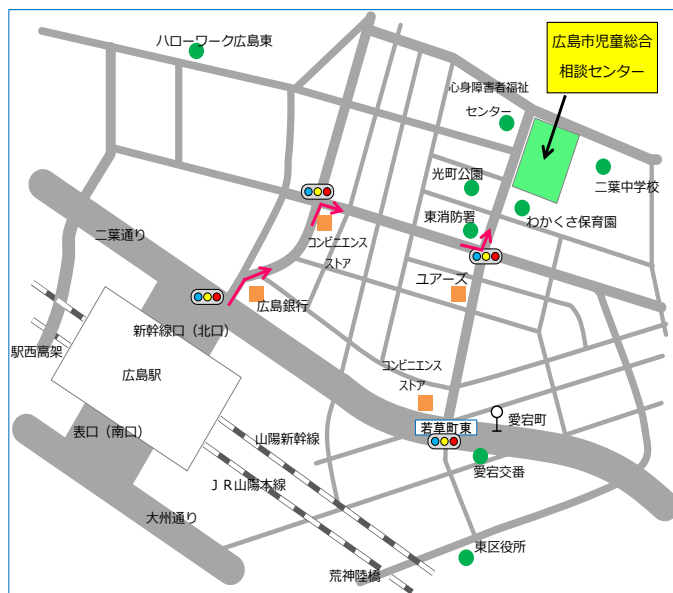 ハローワーク広島東
広島市児童総合
相談センター
心身障害者福祉
センター
光町公園
二葉中学校
わかくさ保育園
東消防署
二葉通り
コンビニエンス
ストア
ユアーズ
広島銀行
新幹線口（北口）
駅西高架
広島駅
コンビニエンス
ストア
若草町東
愛宕町
表口（南口）
山陽新幹線
愛宕交番
ＪＲ山陽本線
大州通り
東区役所
荒神陸橋